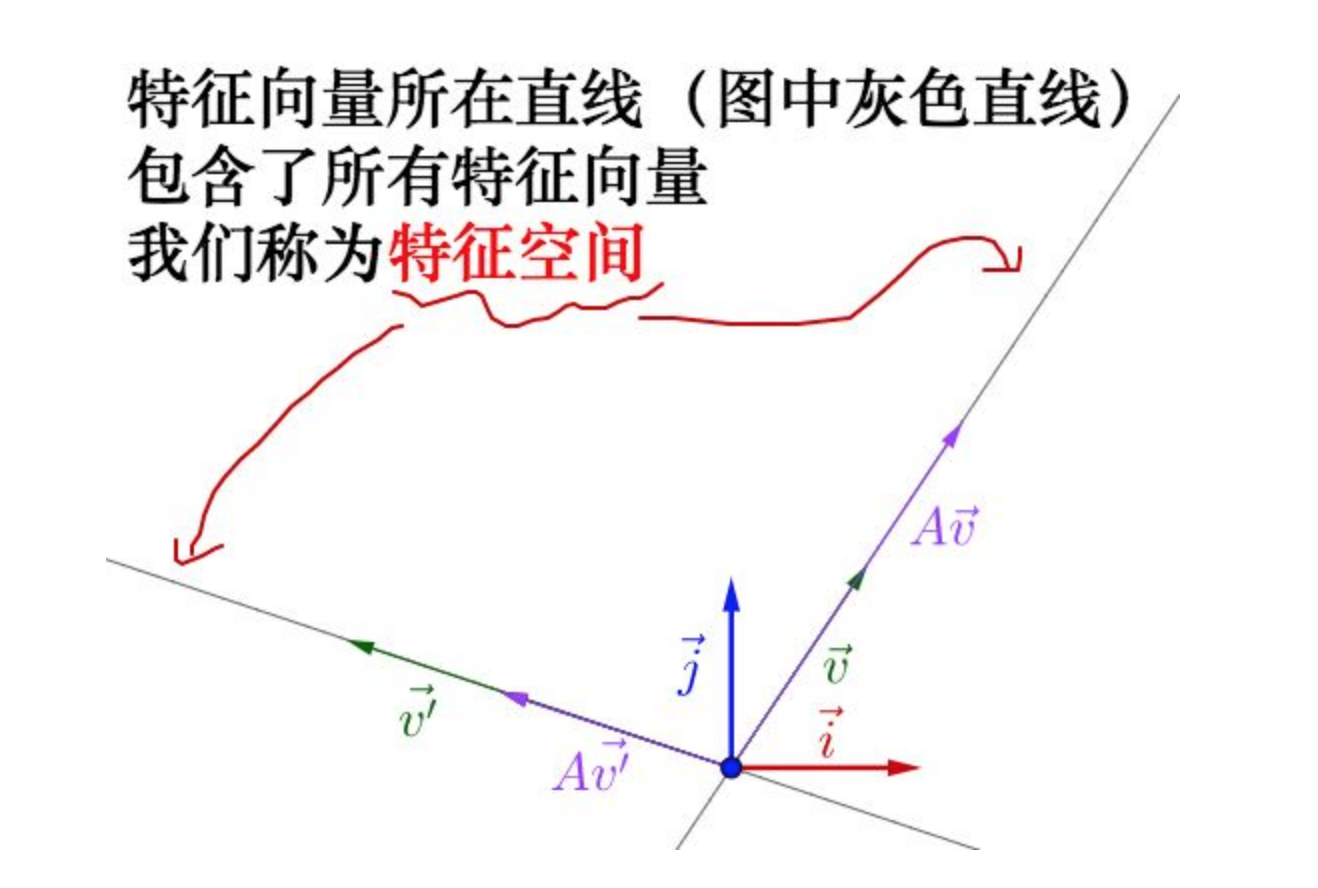 特征向量所在直线（图中灰色直线）
包含了所有特征向量
我们称为特征空间
A\vec{v}
\vec{j}
\vec{v}
\vec{v'}
\vec{i}
A\vec{v'}